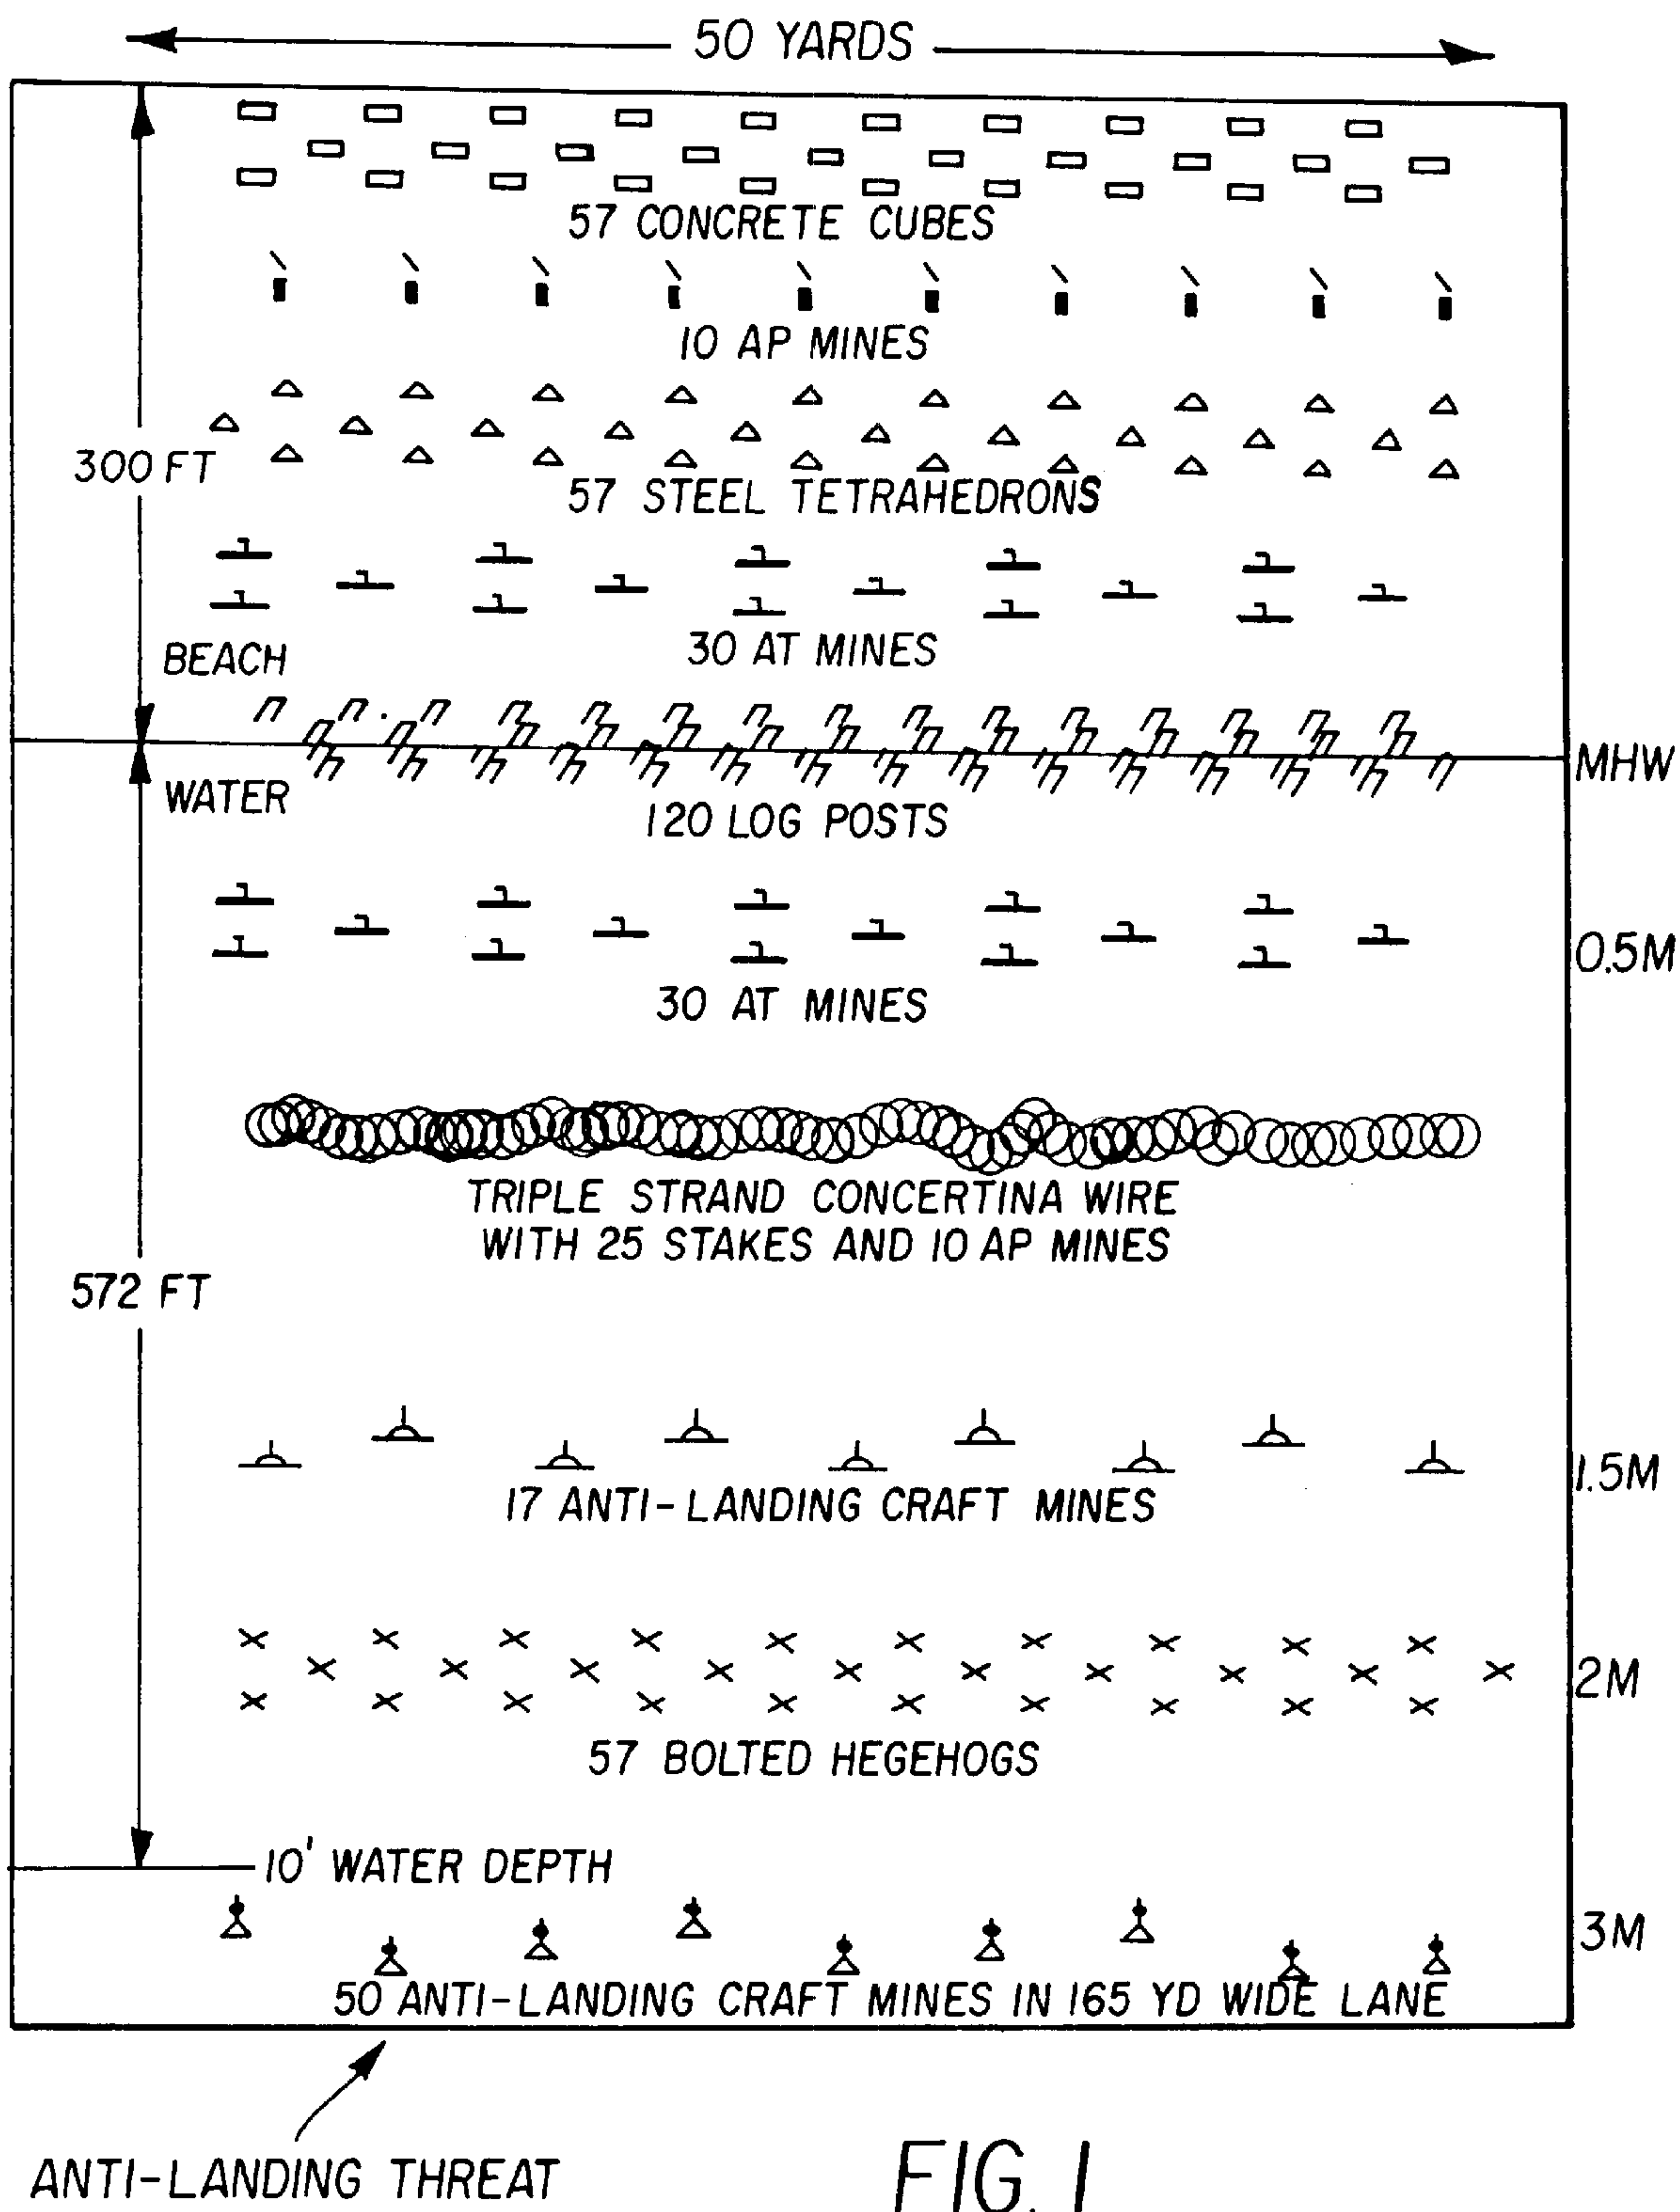 50 YARDS
57 CONCRETE CUBES
10 AP MINES
300 FT
57 STEEL TETRAHEDRONS
30 AT MINES
BEACH
MHW
WATER
120 LOG POSTS
0.5M
30 AT MINES
TRIPLE STRAND CONCERTINA WIRE
WITH 25 STAKES AND 10 AP MINES
572 FT
1.5M
17 ANTI-LANDING CRAFT MINES
2M
57 BOLTED HEGEHOGS
10' WATER DEPTH
3M
50 ANTI-LANDING CRAFT MINES IN 165 YD WIDE LANE
ANTI-LANDING THREAT
FIG. 1